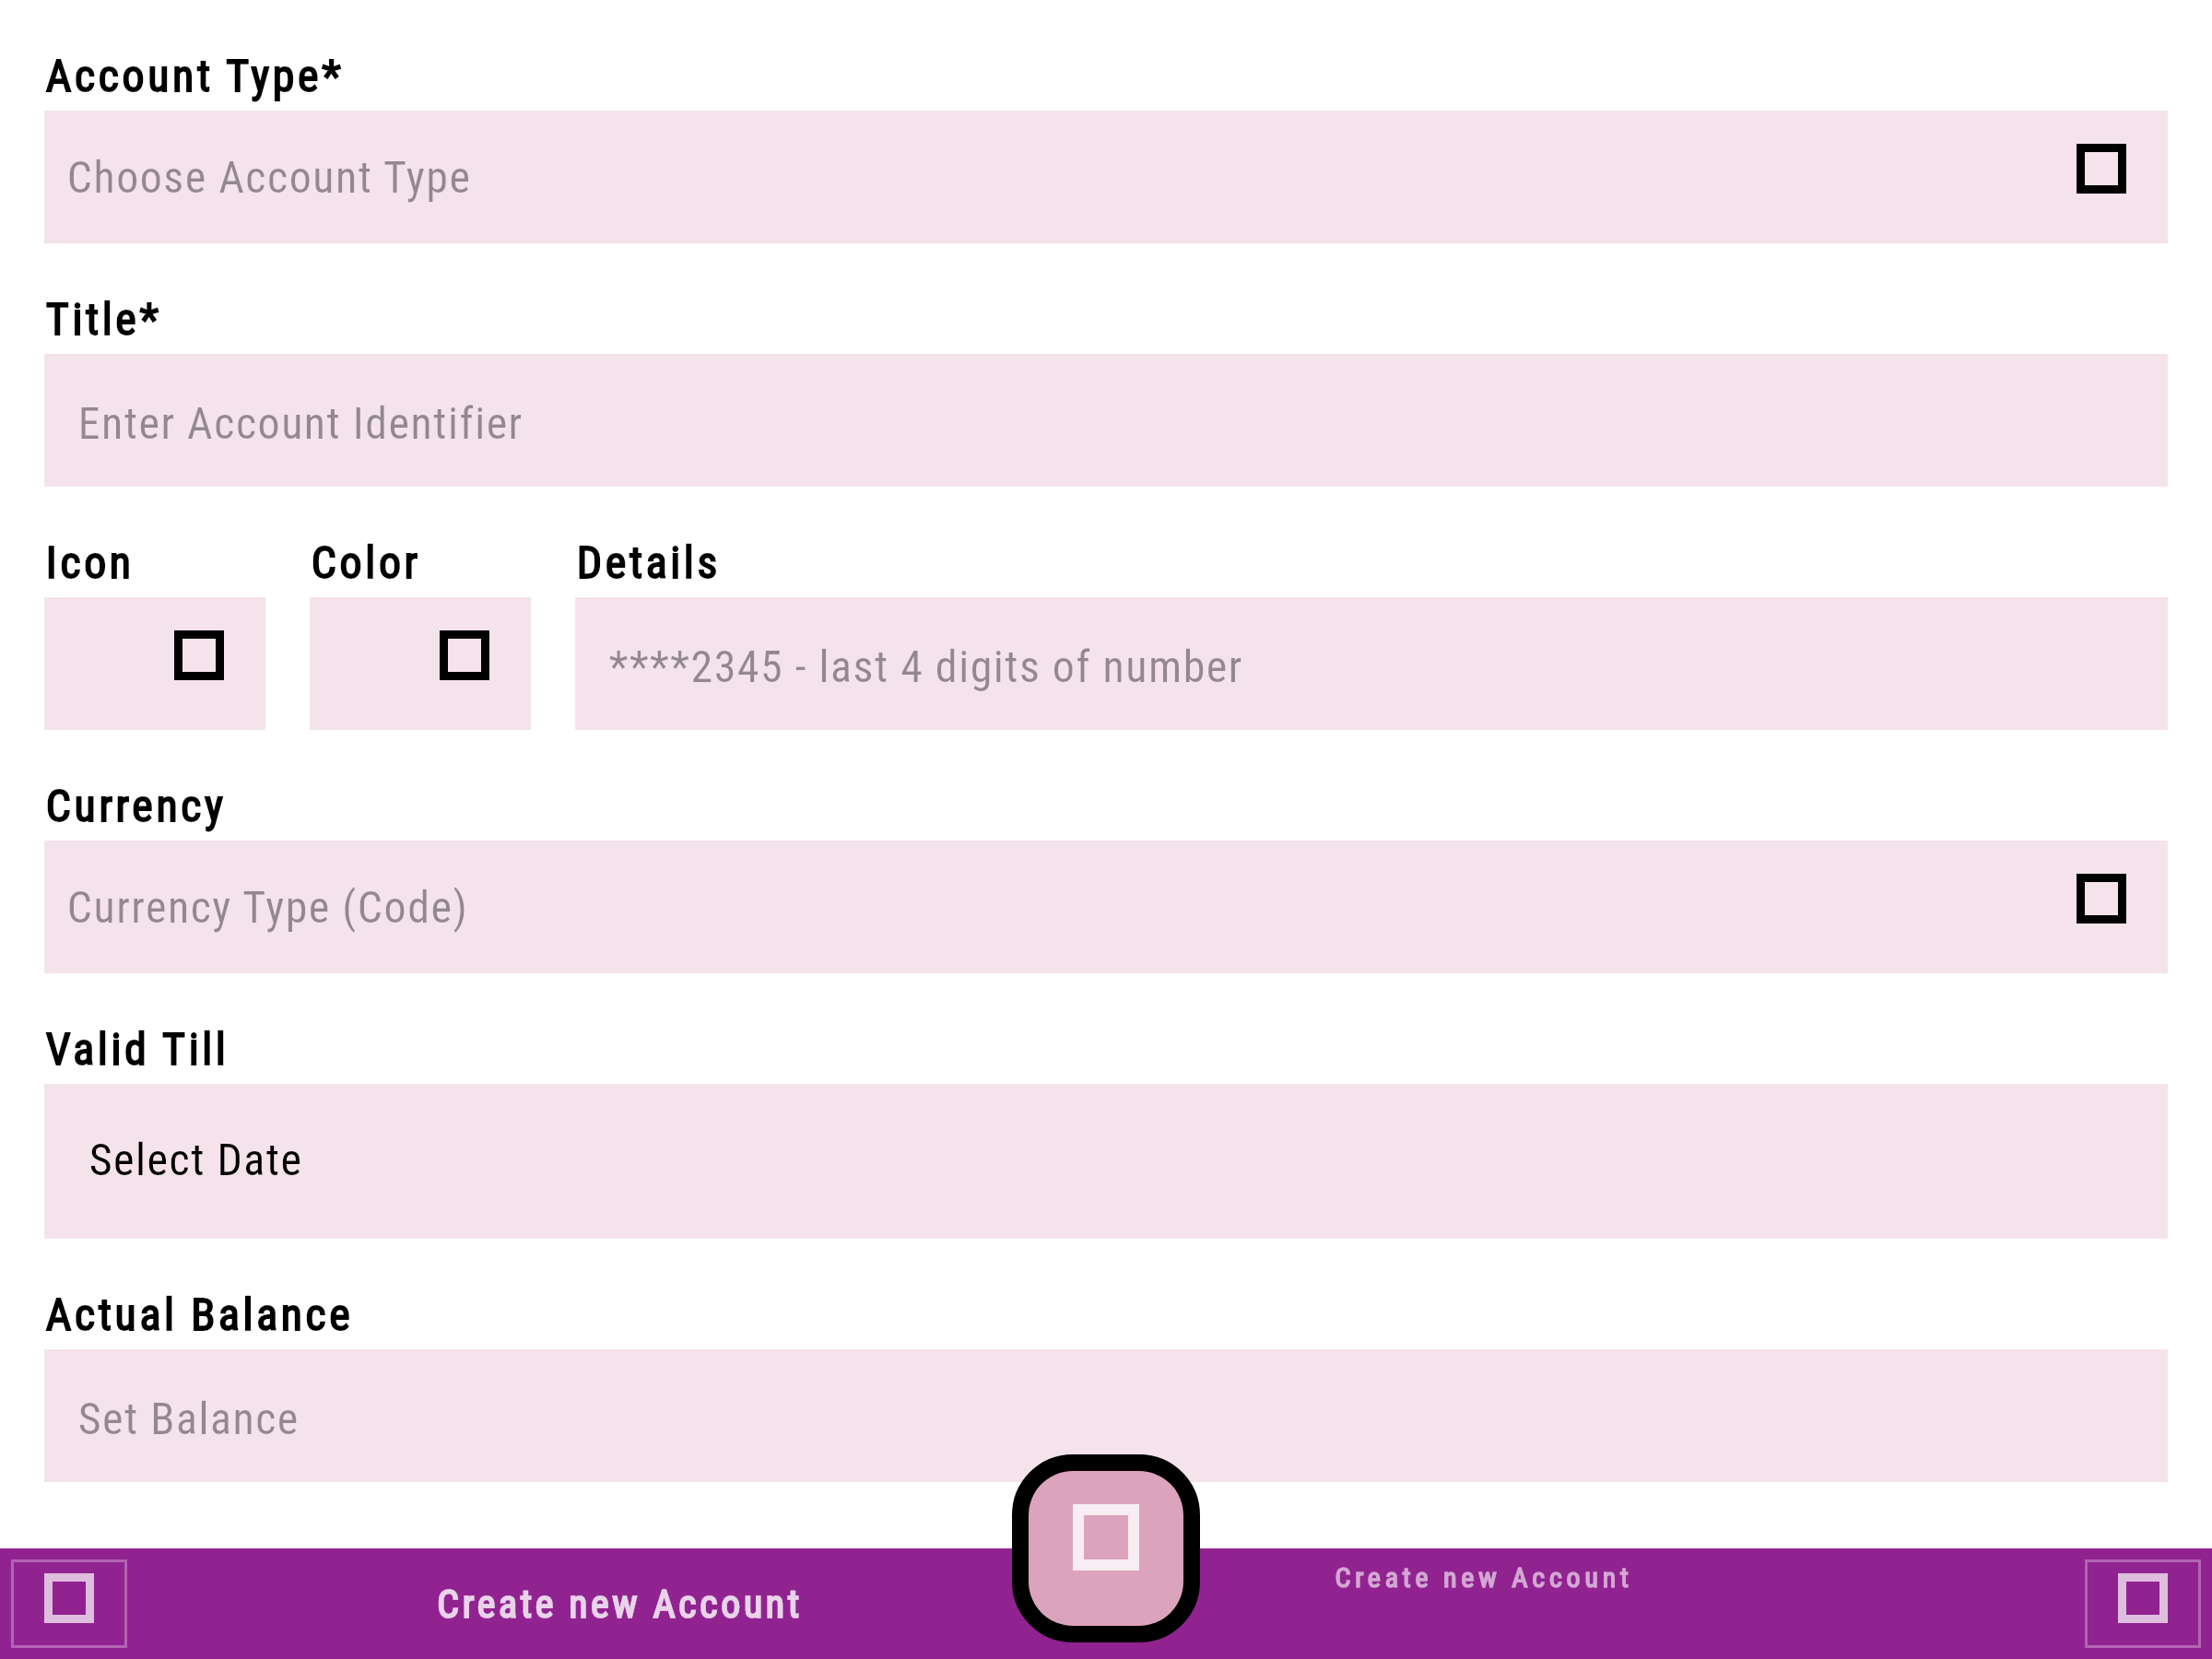 Account Type*
Choose Account Type
Title*
Enter Account Identifier
Icon Color Details
****2345 - last 4 digits of number
Currency
Currency Type (Code)
Valid Till
Select Date
Actual Balance
Set Balance
Create new Account
Create new Account